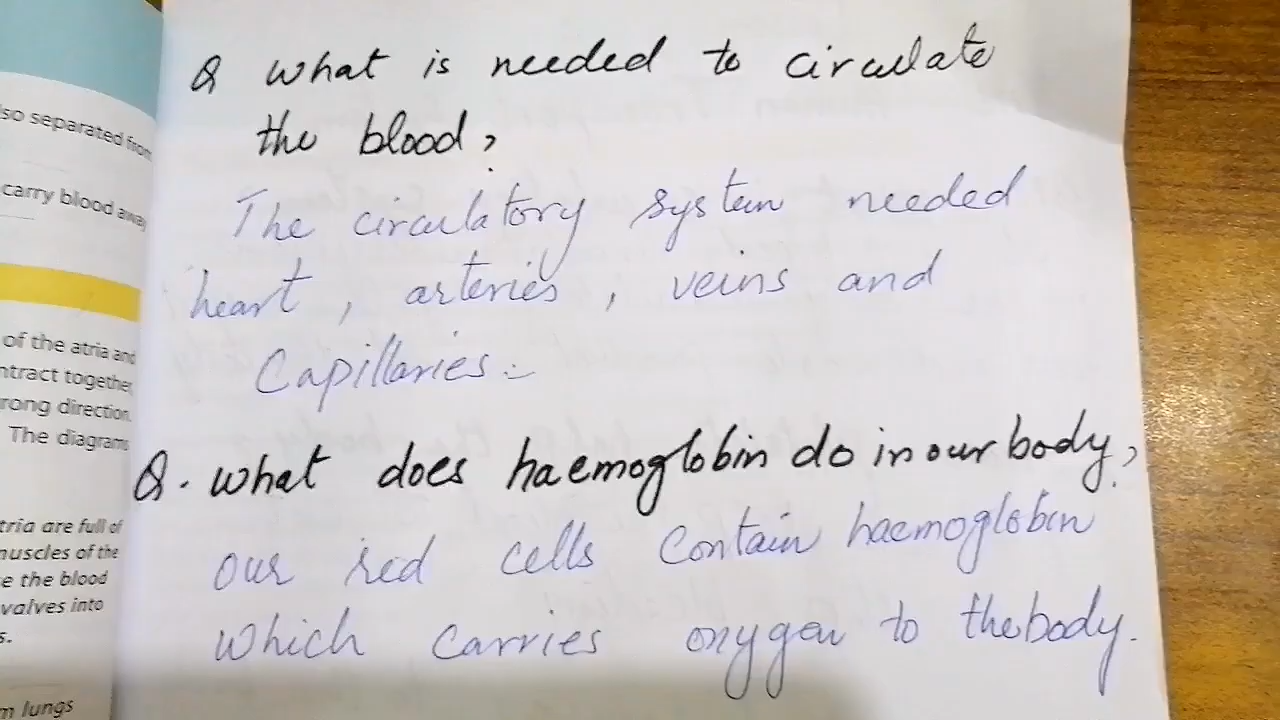 so separated from
carry blood away
of the atria and
ntract together,
rong direction.
The diagrams
tria are full of
muscles of the
e the blood
valves into
s.
m lungs
Q what is needed to circulate
the blood?
The circulatory system needed
heart, arteries, veins and
Capillaries.
Q. what does haemoglobin do in our body?
our red cells contain haemoglobin
which carries oxygen to the body.